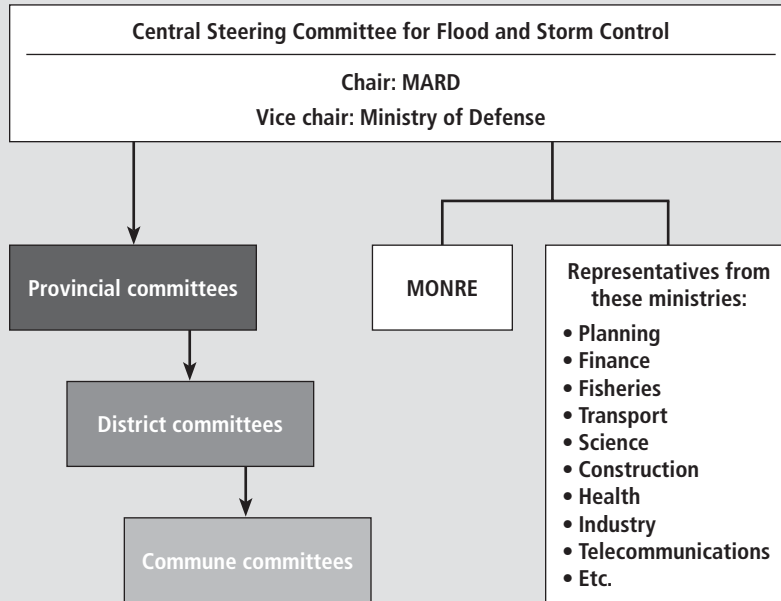 Central Steering Committee for Flood and Storm Control
Chair: MARD
Vice chair: Ministry of Defense
Provincial committees
District committees
Commune committees
MONRE
Representatives from
these ministries:
• Planning
• Finance
• Fisheries
• Transport
• Science
• Construction
• Health
• Industry
• Telecommunications
• Etc.